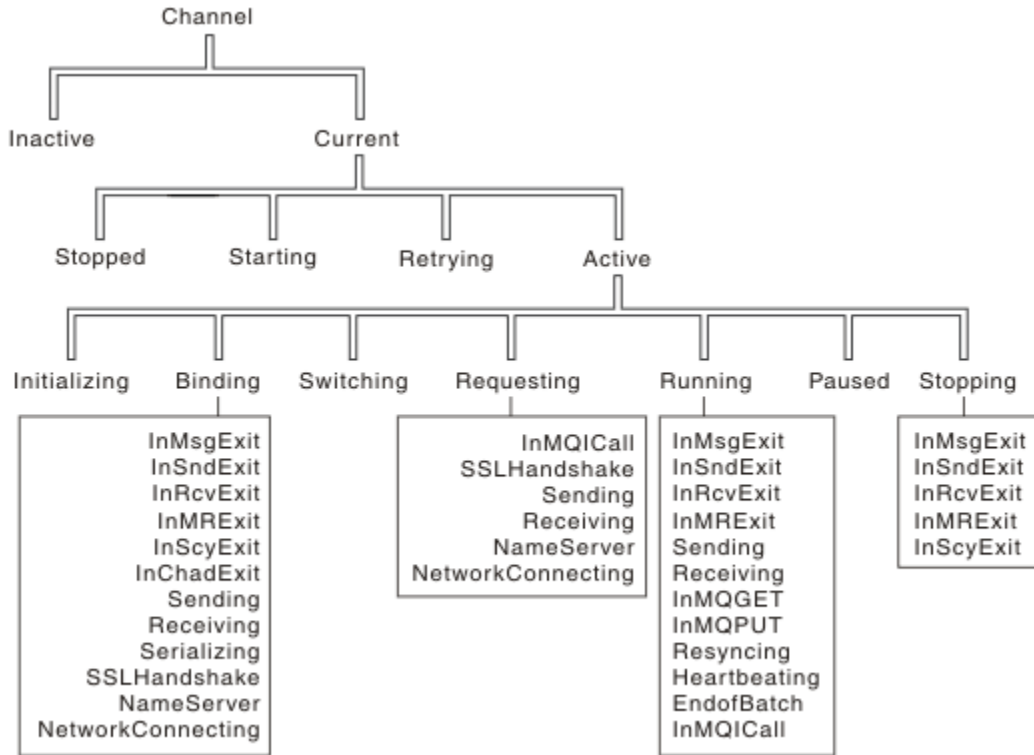 Channel
Inactive
Current
Stopped
Starting
Retrying
Active
Initializing
Binding
Switching
Requesting
Running
Paused
Stopping
InMsgExit
InSndExit
InRcvExit
InMRExit
InScyExit
InChadExit
Sending
Receiving
Serializing
SSLHandshake
NameServer
NetworkConnecting
InMQICall
SSLHandshake
Sending
Receiving
NameServer
NetworkConnecting
InMsgExit
InSndExit
InRcvExit
InMRExit
Sending
Receiving
InMQGET
InMQPUT
Resyncing
Heartbeating
EndofBatch
InMQICall
InMsgExit
InSndExit
InRcvExit
InMRExit
InScyExit